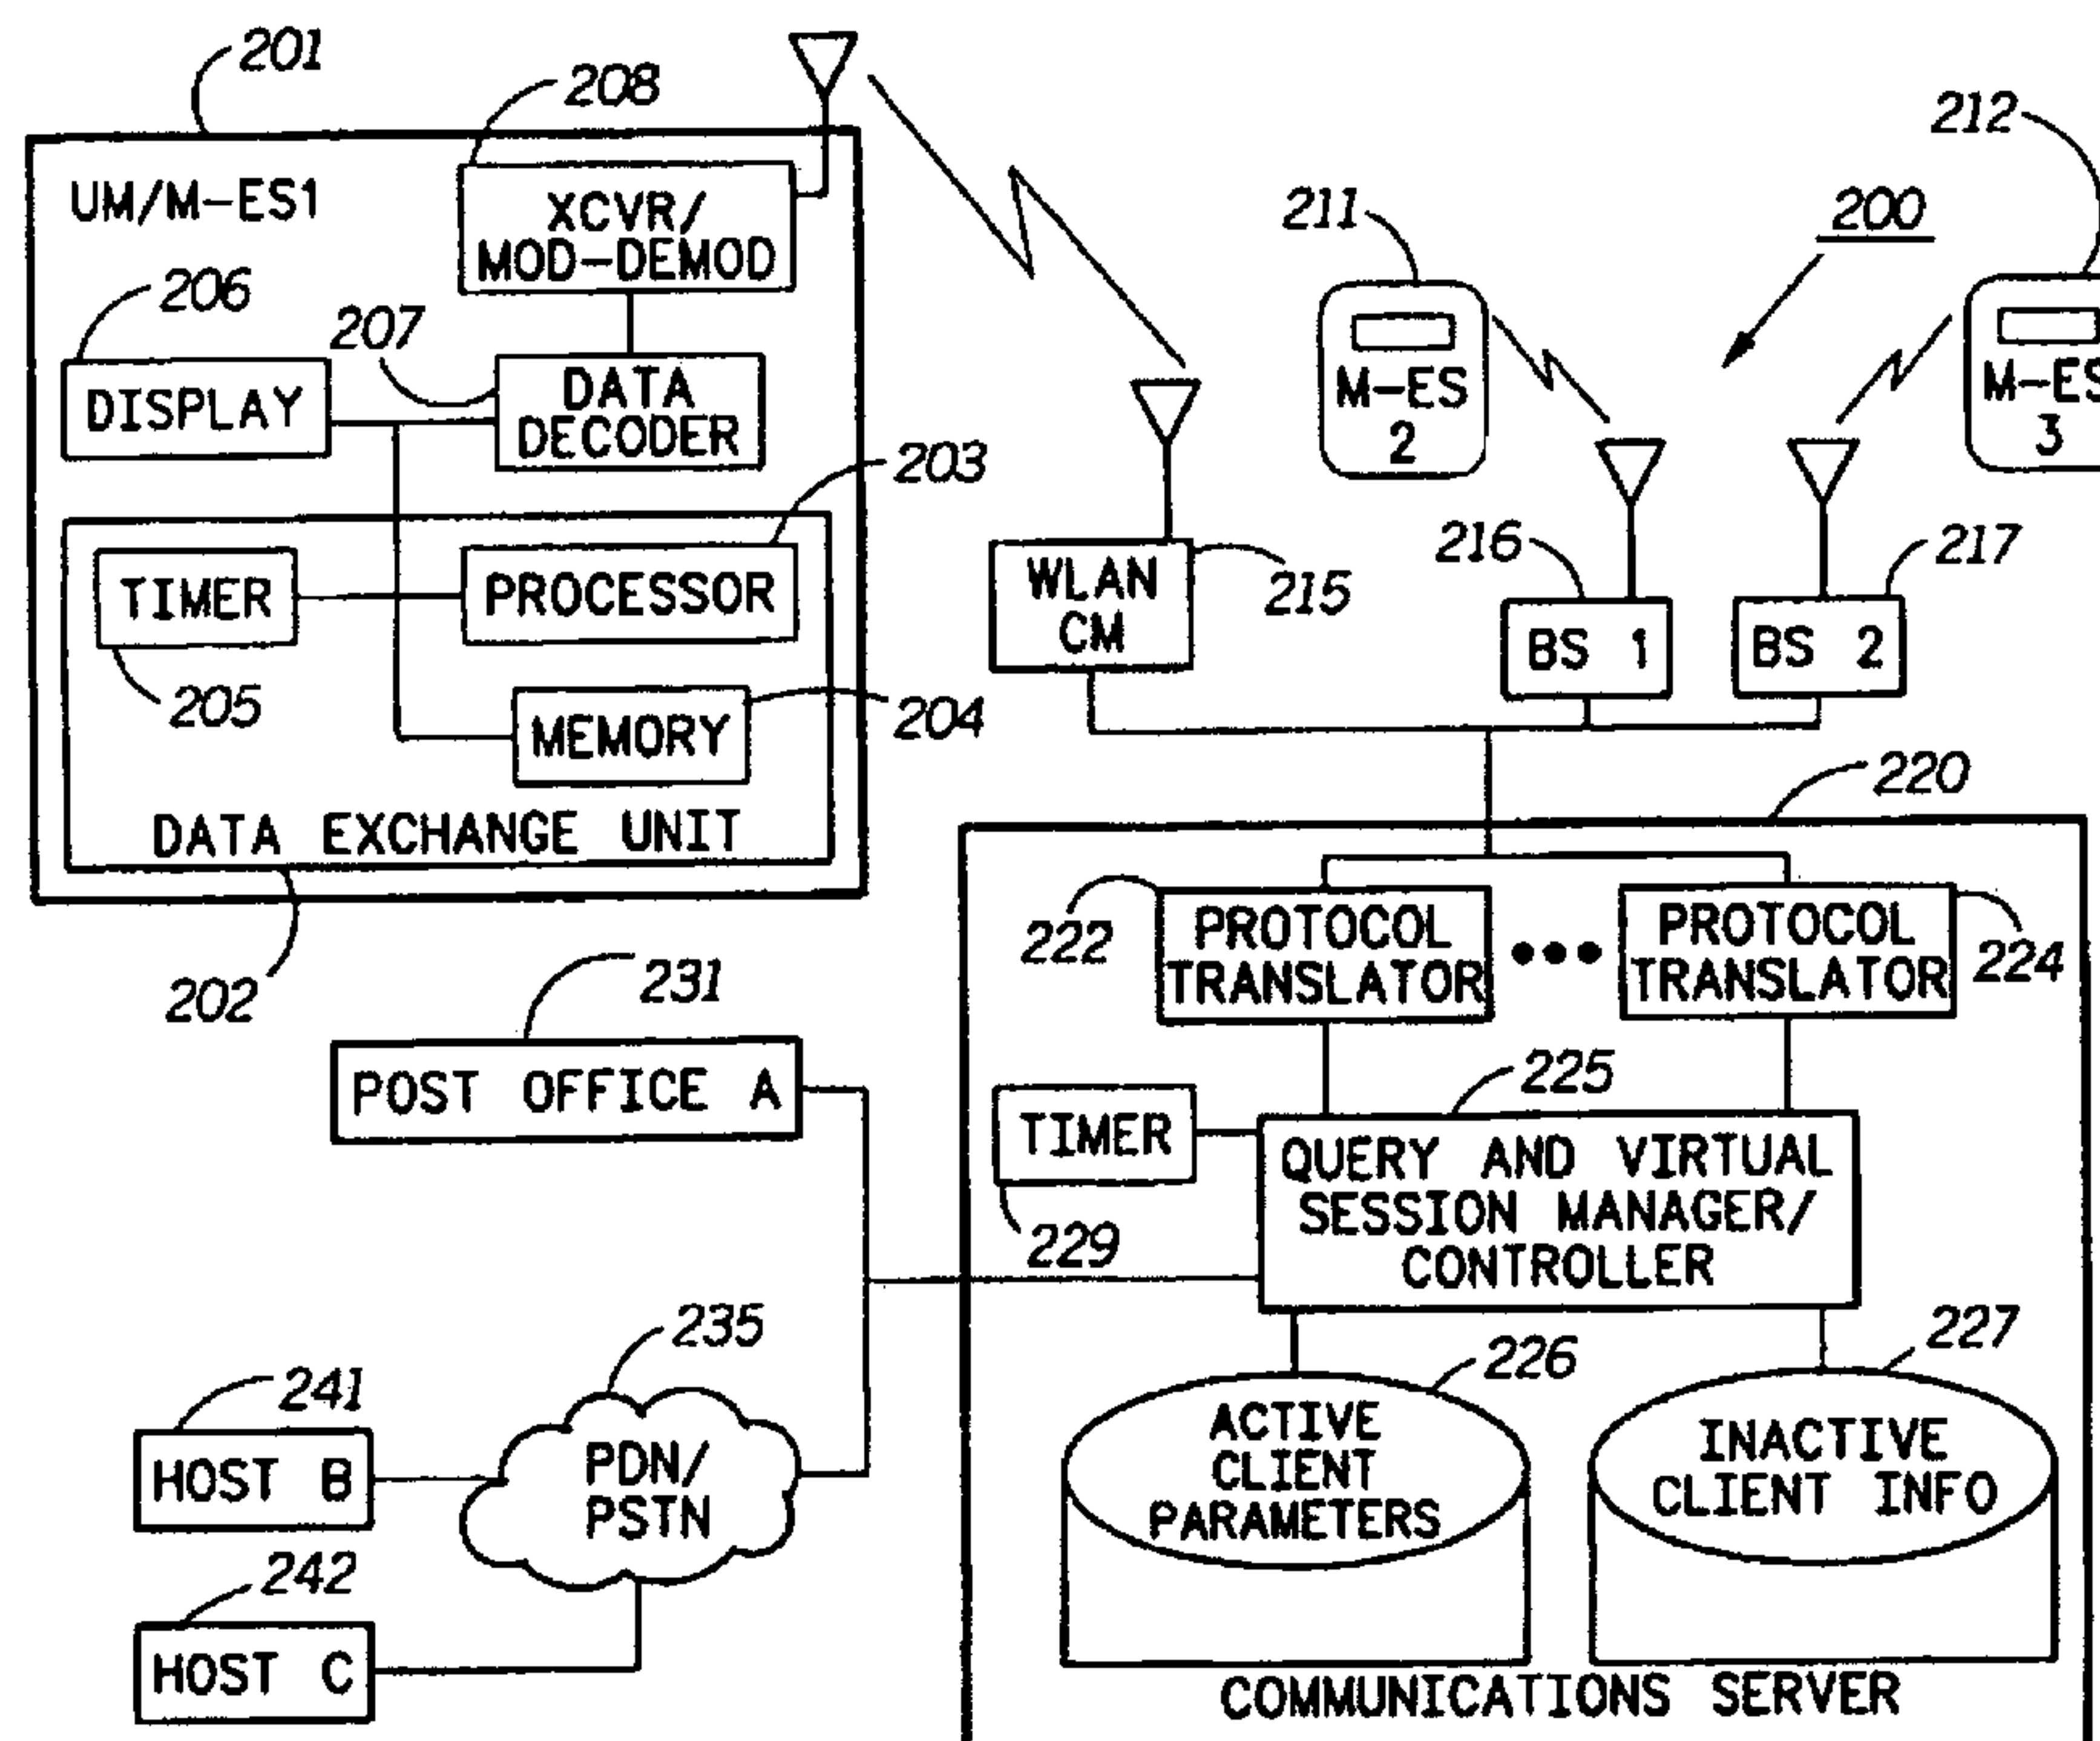 201
208
212
UM/M-ES1
XCVR/
MOD-DEMOD
211
200
206
207
M-ES
2
M-ES
3
DISPLAY
DATA
DECODER
203
TIMER
PROCESSOR
WLAN
CM
215
216
217
BS 1
BS 2
205
MEMORY
204
DATA EXCHANGE UNIT
220
202
222
PROTOCOL
TRANSLATOR
PROTOCOL
TRANSLATOR
224
231
POST OFFICE A
225
TIMER
229
QUERY AND VIRTUAL
SESSION MANAGER/
CONTROLLER
235
226
227
241
HOST B
PDN/
PSTN
ACTIVE
CLIENT
PARAMETERS
INACTIVE
CLIENT INFO
242
HOST C
COMMUNICATIONS SERVER